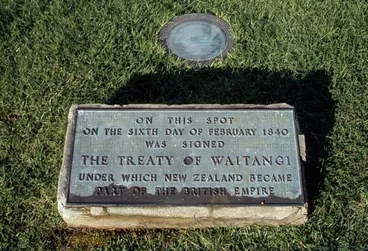 ON THIS SPOT
ON THE SIXTH DAY OF FEBRUARY 1840
WAS SIGNED
THE TREATY OF WAITANGI
UNDER WHICH NEW ZEALAND BECAME
PART OF THE BRITISH EMPIRE